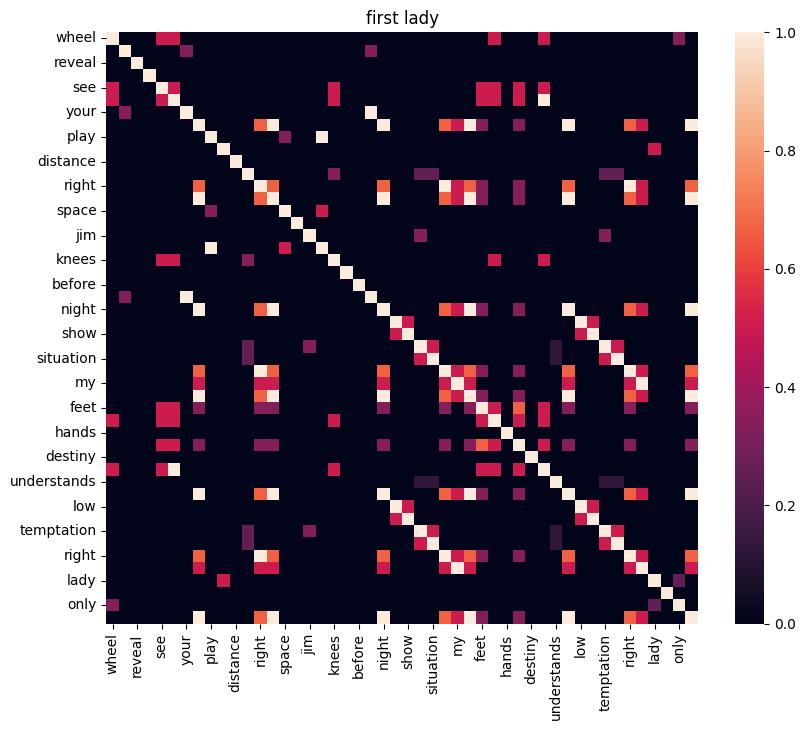 first lady
wheel
reveal
see
your
play
distance
right
space
jim
knees
before
night
show
situation
my
feet
hands
destiny
understands
low
temptation
right
lady
only
wheel
reveal
see
your
play
distance
right
space
jim
knees
before
night
show
situation
my
feet
hands
destiny
understands
low
temptation
right
lady
only
1.0
0.8
0.6
0.4
0.2
0.0